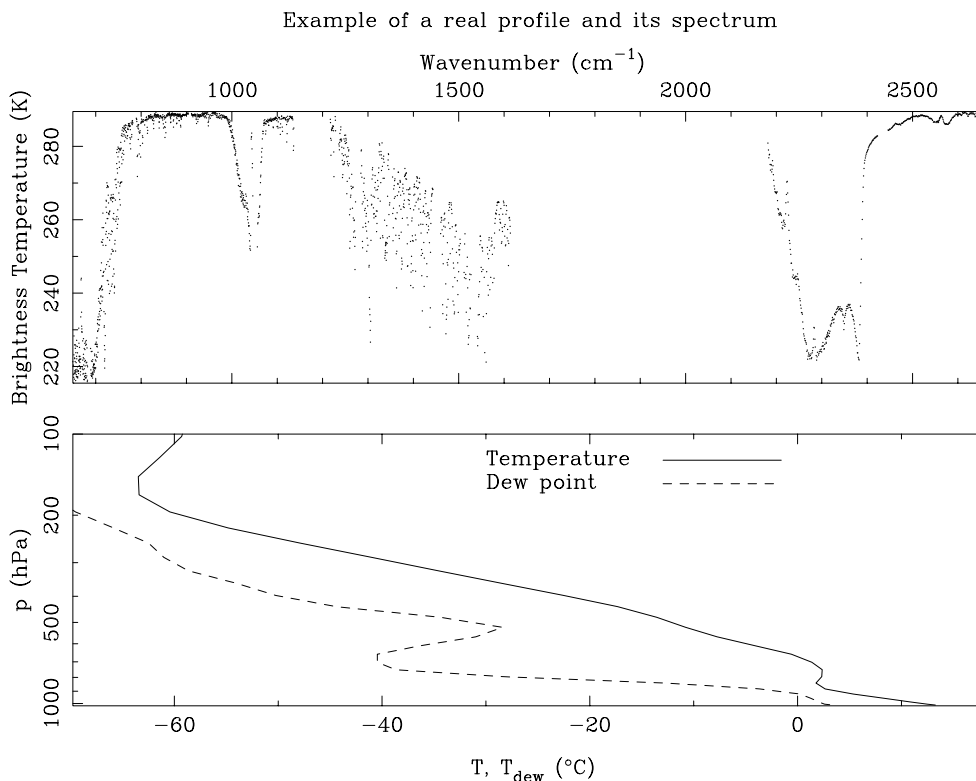 Example of a real profile and its spectrum
Wavenumber (cm⁻¹)
1000 1500 2000 2500
Brightness Temperature (K)
280
260
240
220
100
200
500
1000
p (hPa)
Temperature
Dew point
−60 −40 −20 0
T, T_dew (°C)